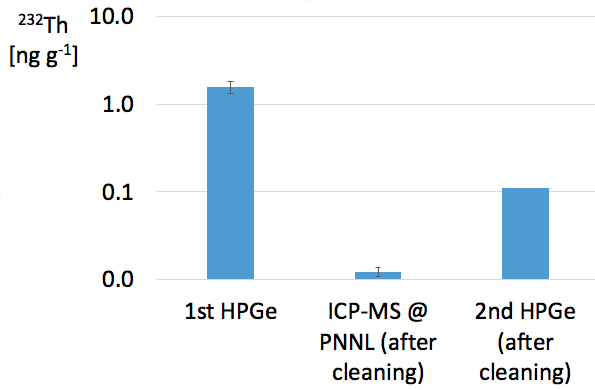 ²³²Th
[ng g⁻¹]
10.0
1.0
0.1
0.0
1st HPGe
ICP-MS @
PNNL (after
cleaning)
2nd HPGe
(after
cleaning)